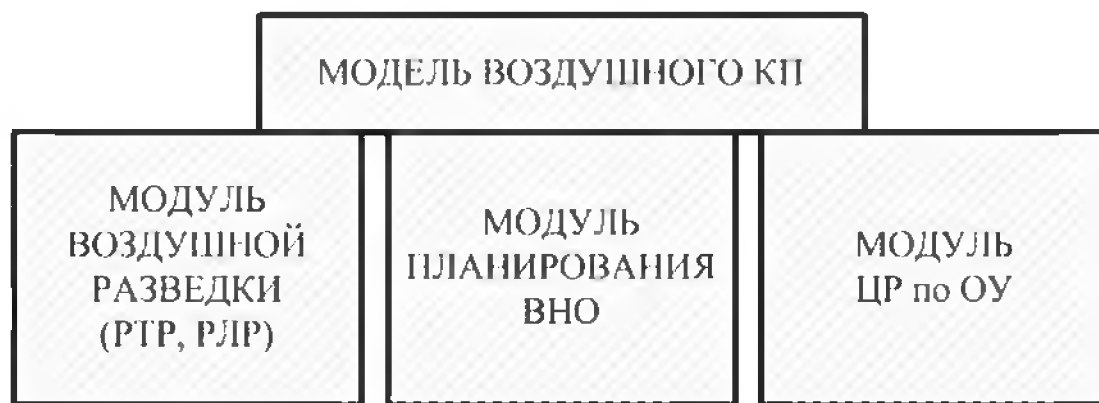 МОДЕЛЬ ВОЗДУШНОГО КП
МОДУЛЬ
ВОЗДУШНОЙ
РАЗВЕДКИ
(РТР, РЛР)
МОДУЛЬ
ПЛАНИРОВАНИЯ
ВНО
МОДУЛЬ
ЦР по ОУ